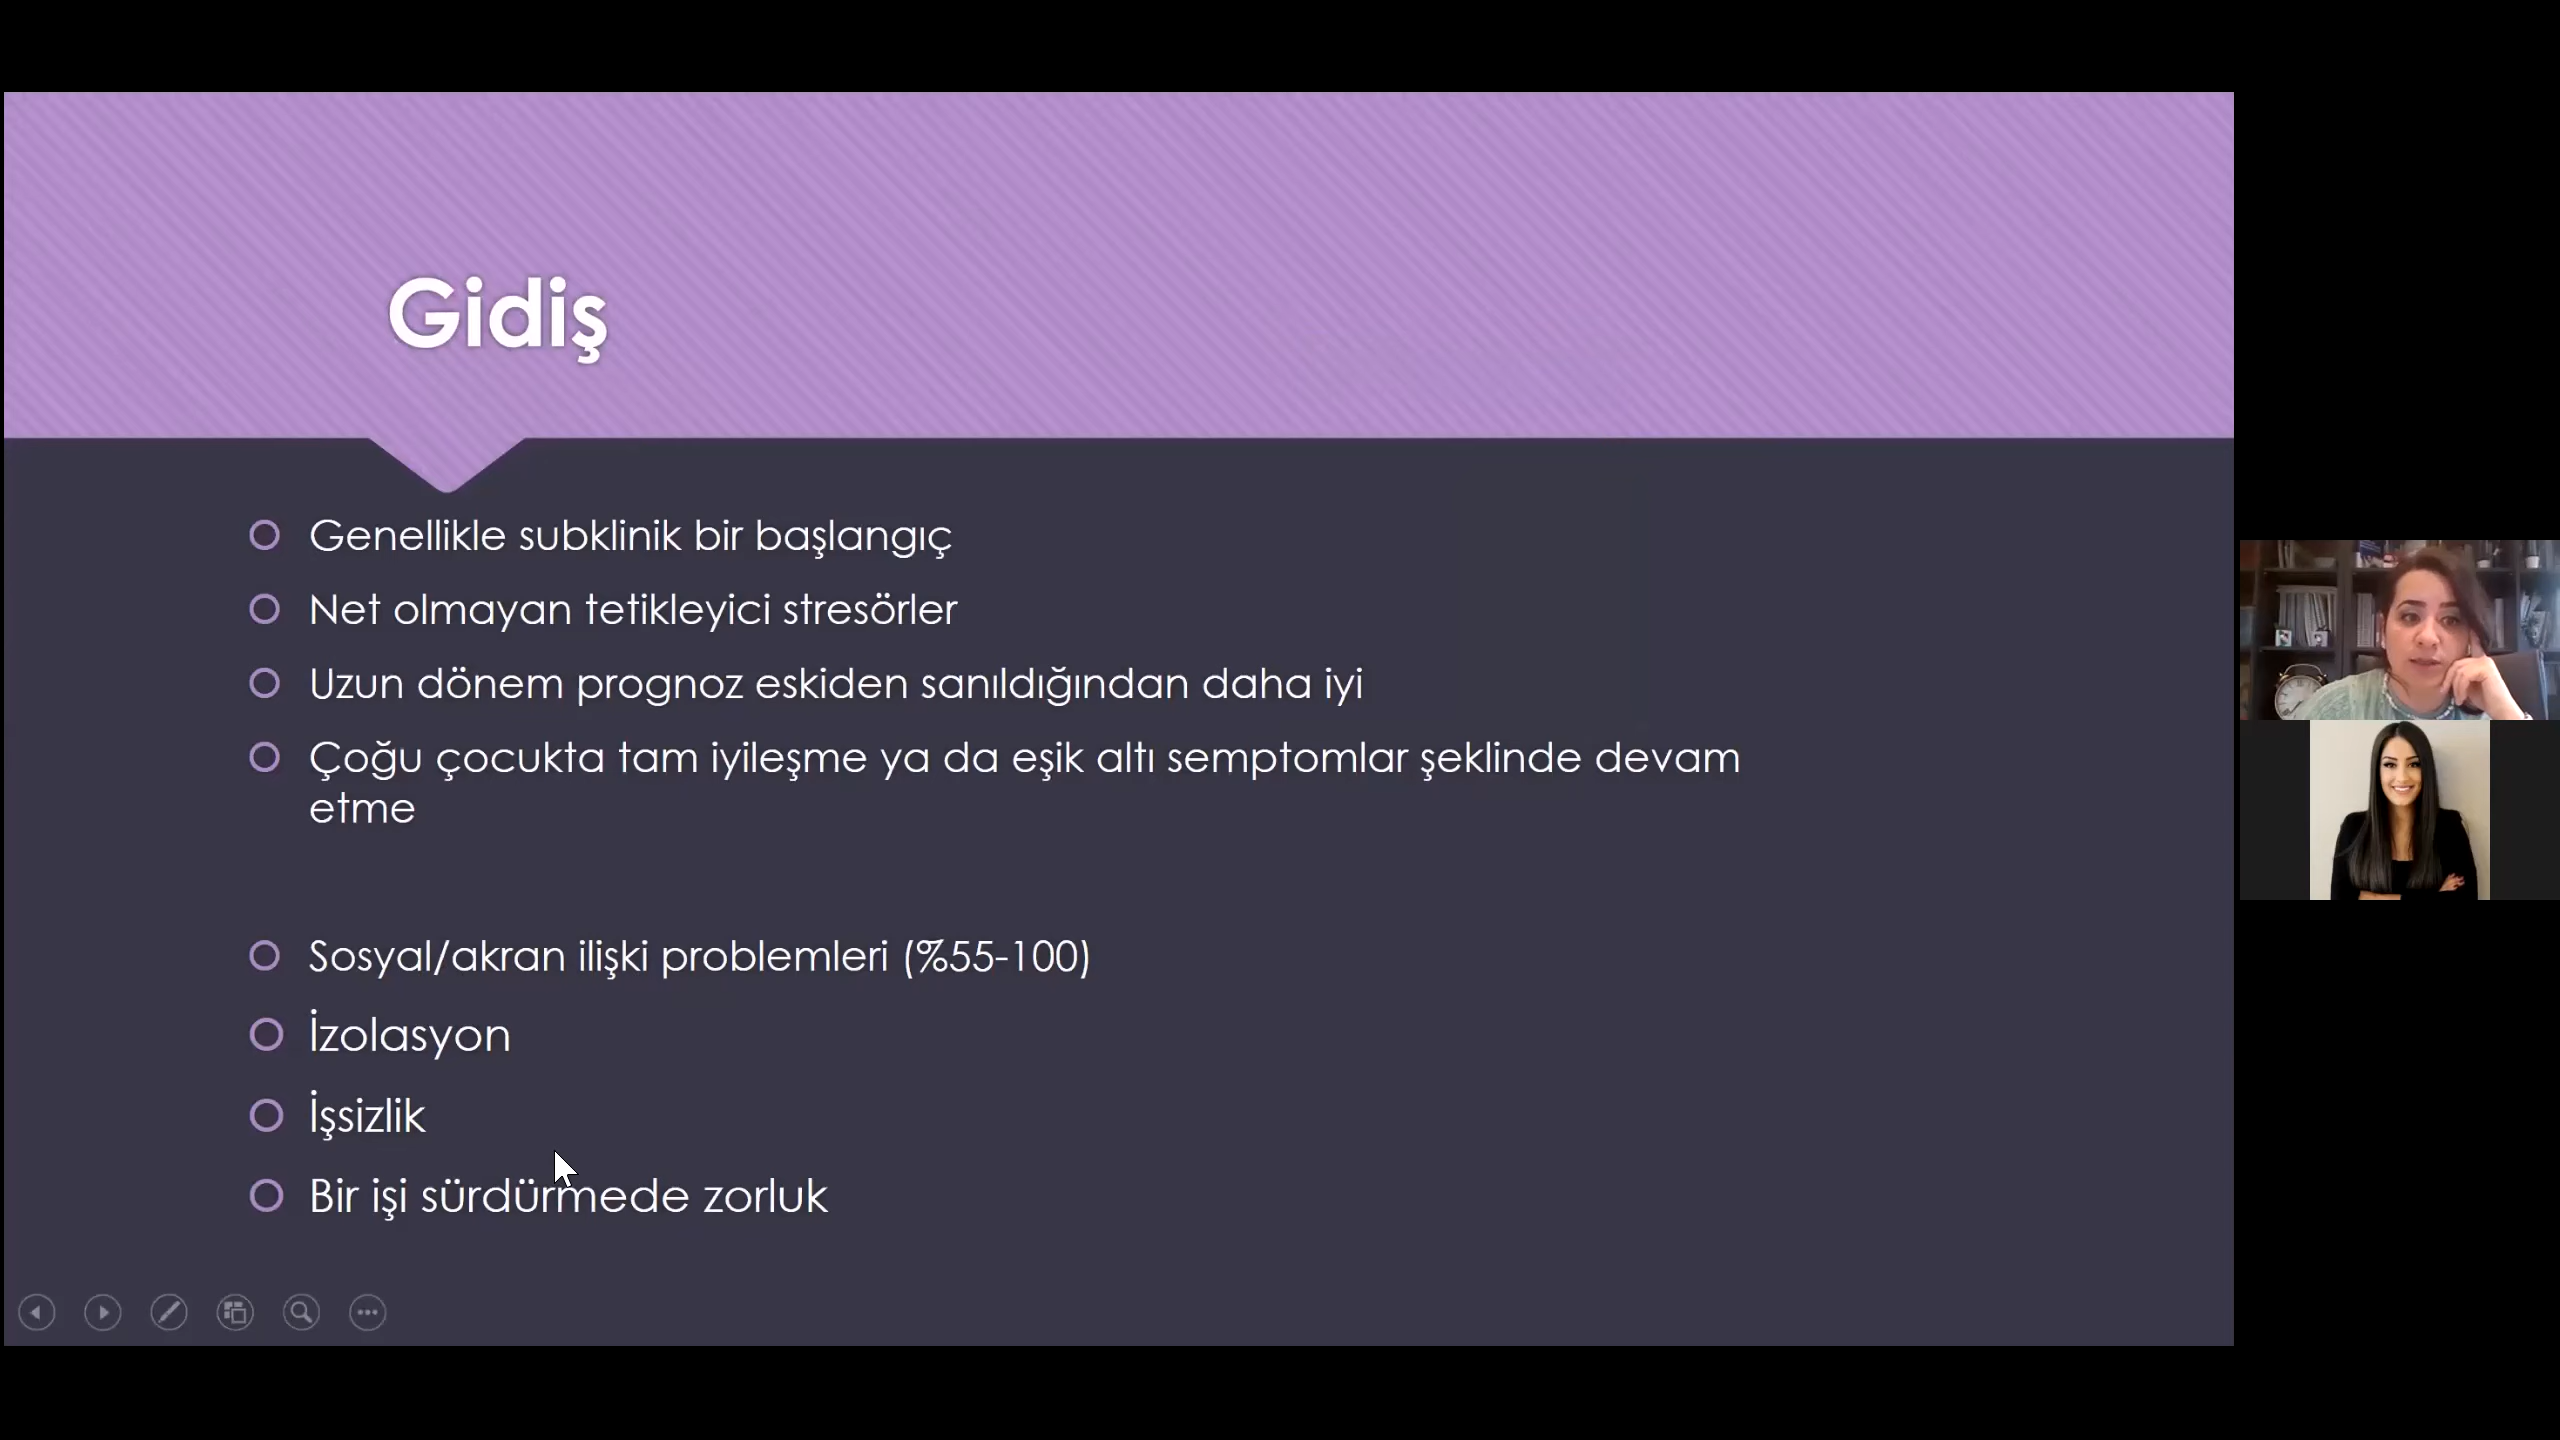 Gidiş
Genellikle subklinik bir başlangıç
Net olmayan tetikleyici stresörler
Uzun dönem prognoz eskiden sanıldığından daha iyi
Çoğu çocukta tam iyileşme ya da eşik altı semptomlar şeklinde devam
etme
Sosyal/akran ilişki problemleri (%55-100)
İzolasyon
İşsizlik
Bir işi sürdürmede zorluk